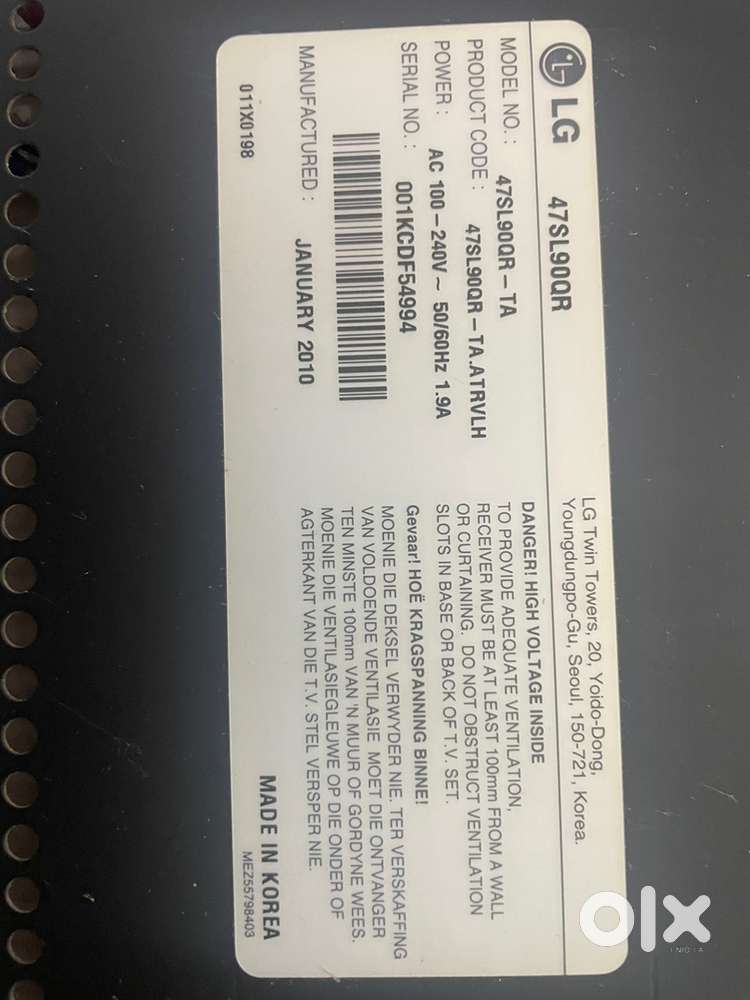 LG
47SL90QR
LG Twin Towers, 20, Yoido-Dong,
Youngdungpo-Gu, Seoul, 150-721, Korea.
MODEL NO. : 47SL90QR-TA
PRODUCT CODE : 47SL90QR-TA.ATRVLH
POWER : AC 100-240V~ 50/60Hz 1.9A
SERIAL NO. : 001KCDF54994
MANUFACTURED : JANUARY 2010
011X0198
DANGER! HIGH VOLTAGE INSIDE
TO PROVIDE ADEQUATE VENTILATION,
RECEIVER MUST BE AT LEAST 100mm FROM A WALL
OR CURTAINING. DO NOT OBSTRUCT VENTILATION
SLOTS IN BASE OR BACK OF T.V. SET.
Gevaar! HOË KRAGSPANNING BINNE!
MOENIE DIE DEKSEL VERWYDER NIE. TER VERSKAFFING
VAN VOLDOENDE VENTILASIE MOET DIE ONTVANGER
TEN MINSTE 100mm VAN 'N MUUR OF GORDYNE WEES.
MOENIE DIE VENTILASIEGLEUWE OP DIE ONDER OF
AGTERKANT VAN DIE T.V. STEL VERSPER NIE.
MADE IN KOREA
MEZ55798403
olx